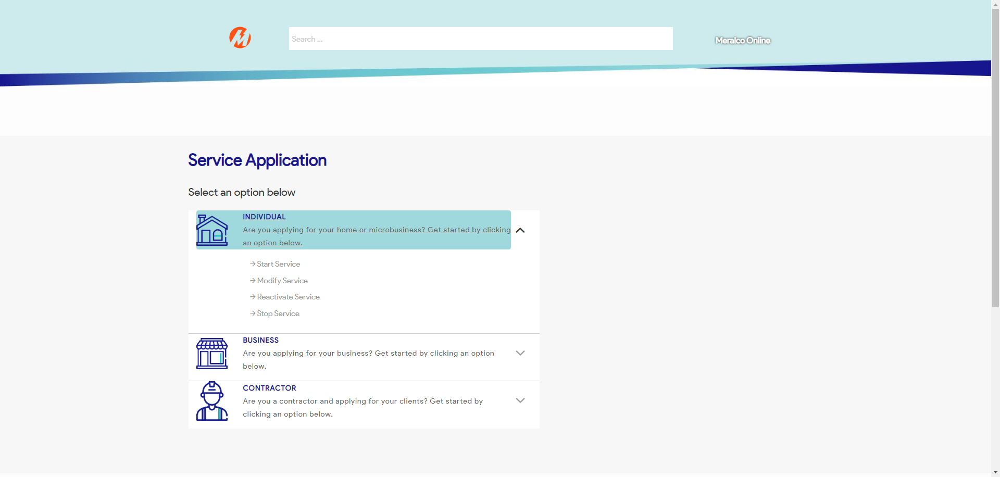 Search ...
Meralco Online
Service Application
Select an option below
INDIVIDUAL
Are you applying for your home or microbusiness? Get started by clicking
an option below.
→ Start Service
→ Modify Service
→ Reactivate Service
→ Stop Service
BUSINESS
Are you applying for your business? Get started by clicking an option
below.
CONTRACTOR
Are you a contractor and applying for your clients? Get started by
clicking an option below.